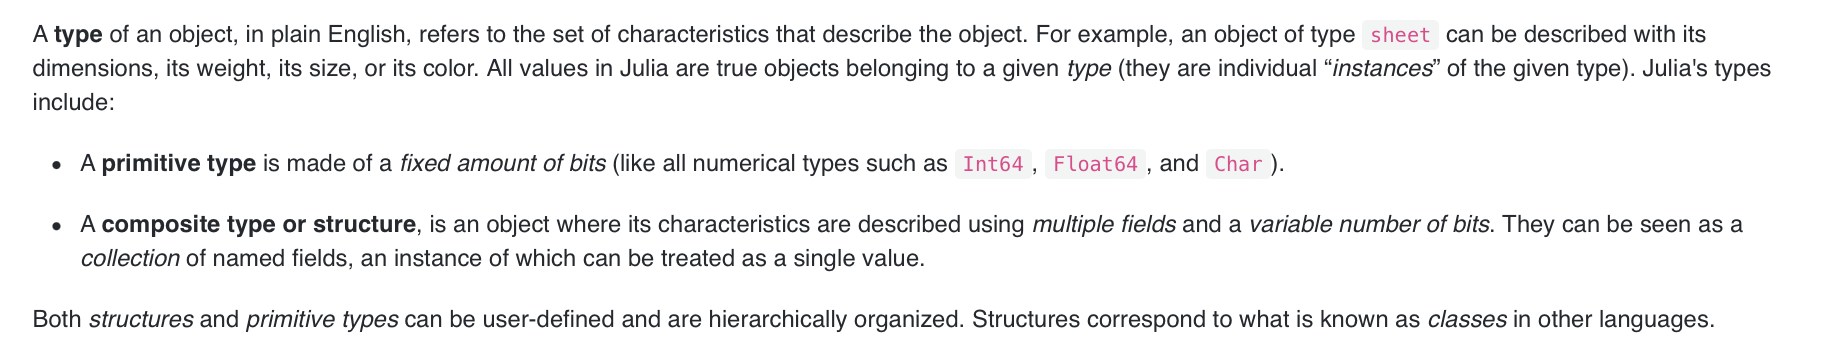 A type of an object, in plain English, refers to the set of characteristics that describe the object. For example, an object of type sheet can be described with its
dimensions, its weight, its size, or its color. All values in Julia are true objects belonging to a given type (they are individual “instances” of the given type). Julia's types
include:
• A primitive type is made of a fixed amount of bits (like all numerical types such as Int64, Float64, and Char).
• A composite type or structure, is an object where its characteristics are described using multiple fields and a variable number of bits. They can be seen as a
collection of named fields, an instance of which can be treated as a single value.
Both structures and primitive types can be user-defined and are hierarchically organized. Structures correspond to what is known as classes in other languages.